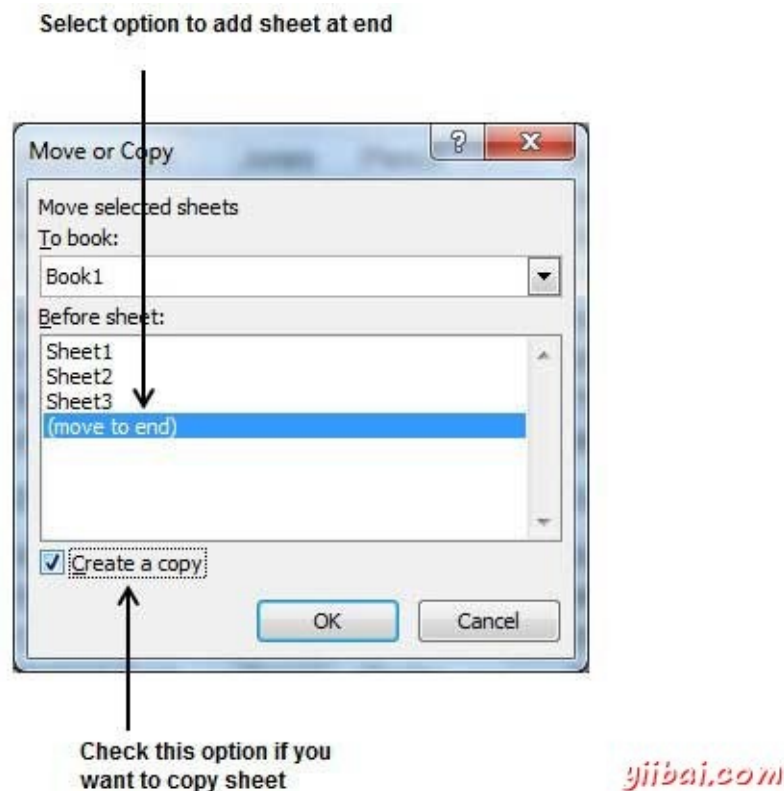 Select option to add sheet at end
Move or Copy
Move selected sheets
To book:
Book1
Before sheet:
Sheet1
Sheet2
Sheet3
(move to end)
Create a copy
OK
Cancel
Check this option if you
want to copy sheet
yiibai.com